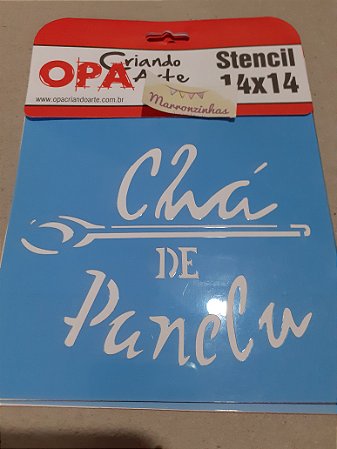 OPA Criando Arte
www.opacriandoarte.com.br
Marronzinhas
Stencil
14x14
Chá
DE
Panela